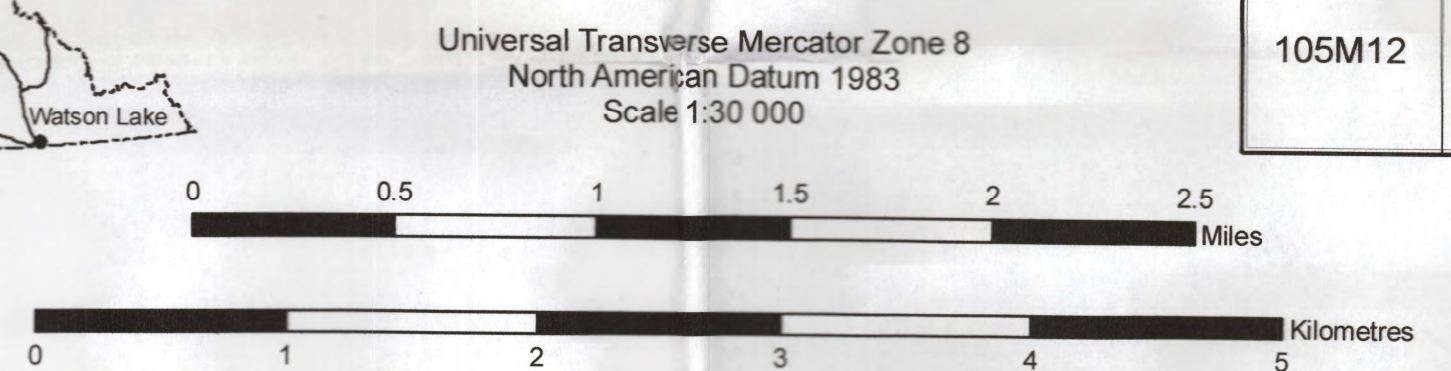 Universal Transverse Mercator Zone 8
North American Datum 1983
Scale 1:30 000
105M12
Watson Lake
0 0.5 1 1.5 2 2.5
Miles
Kilometres
0 1 2 3 4 5